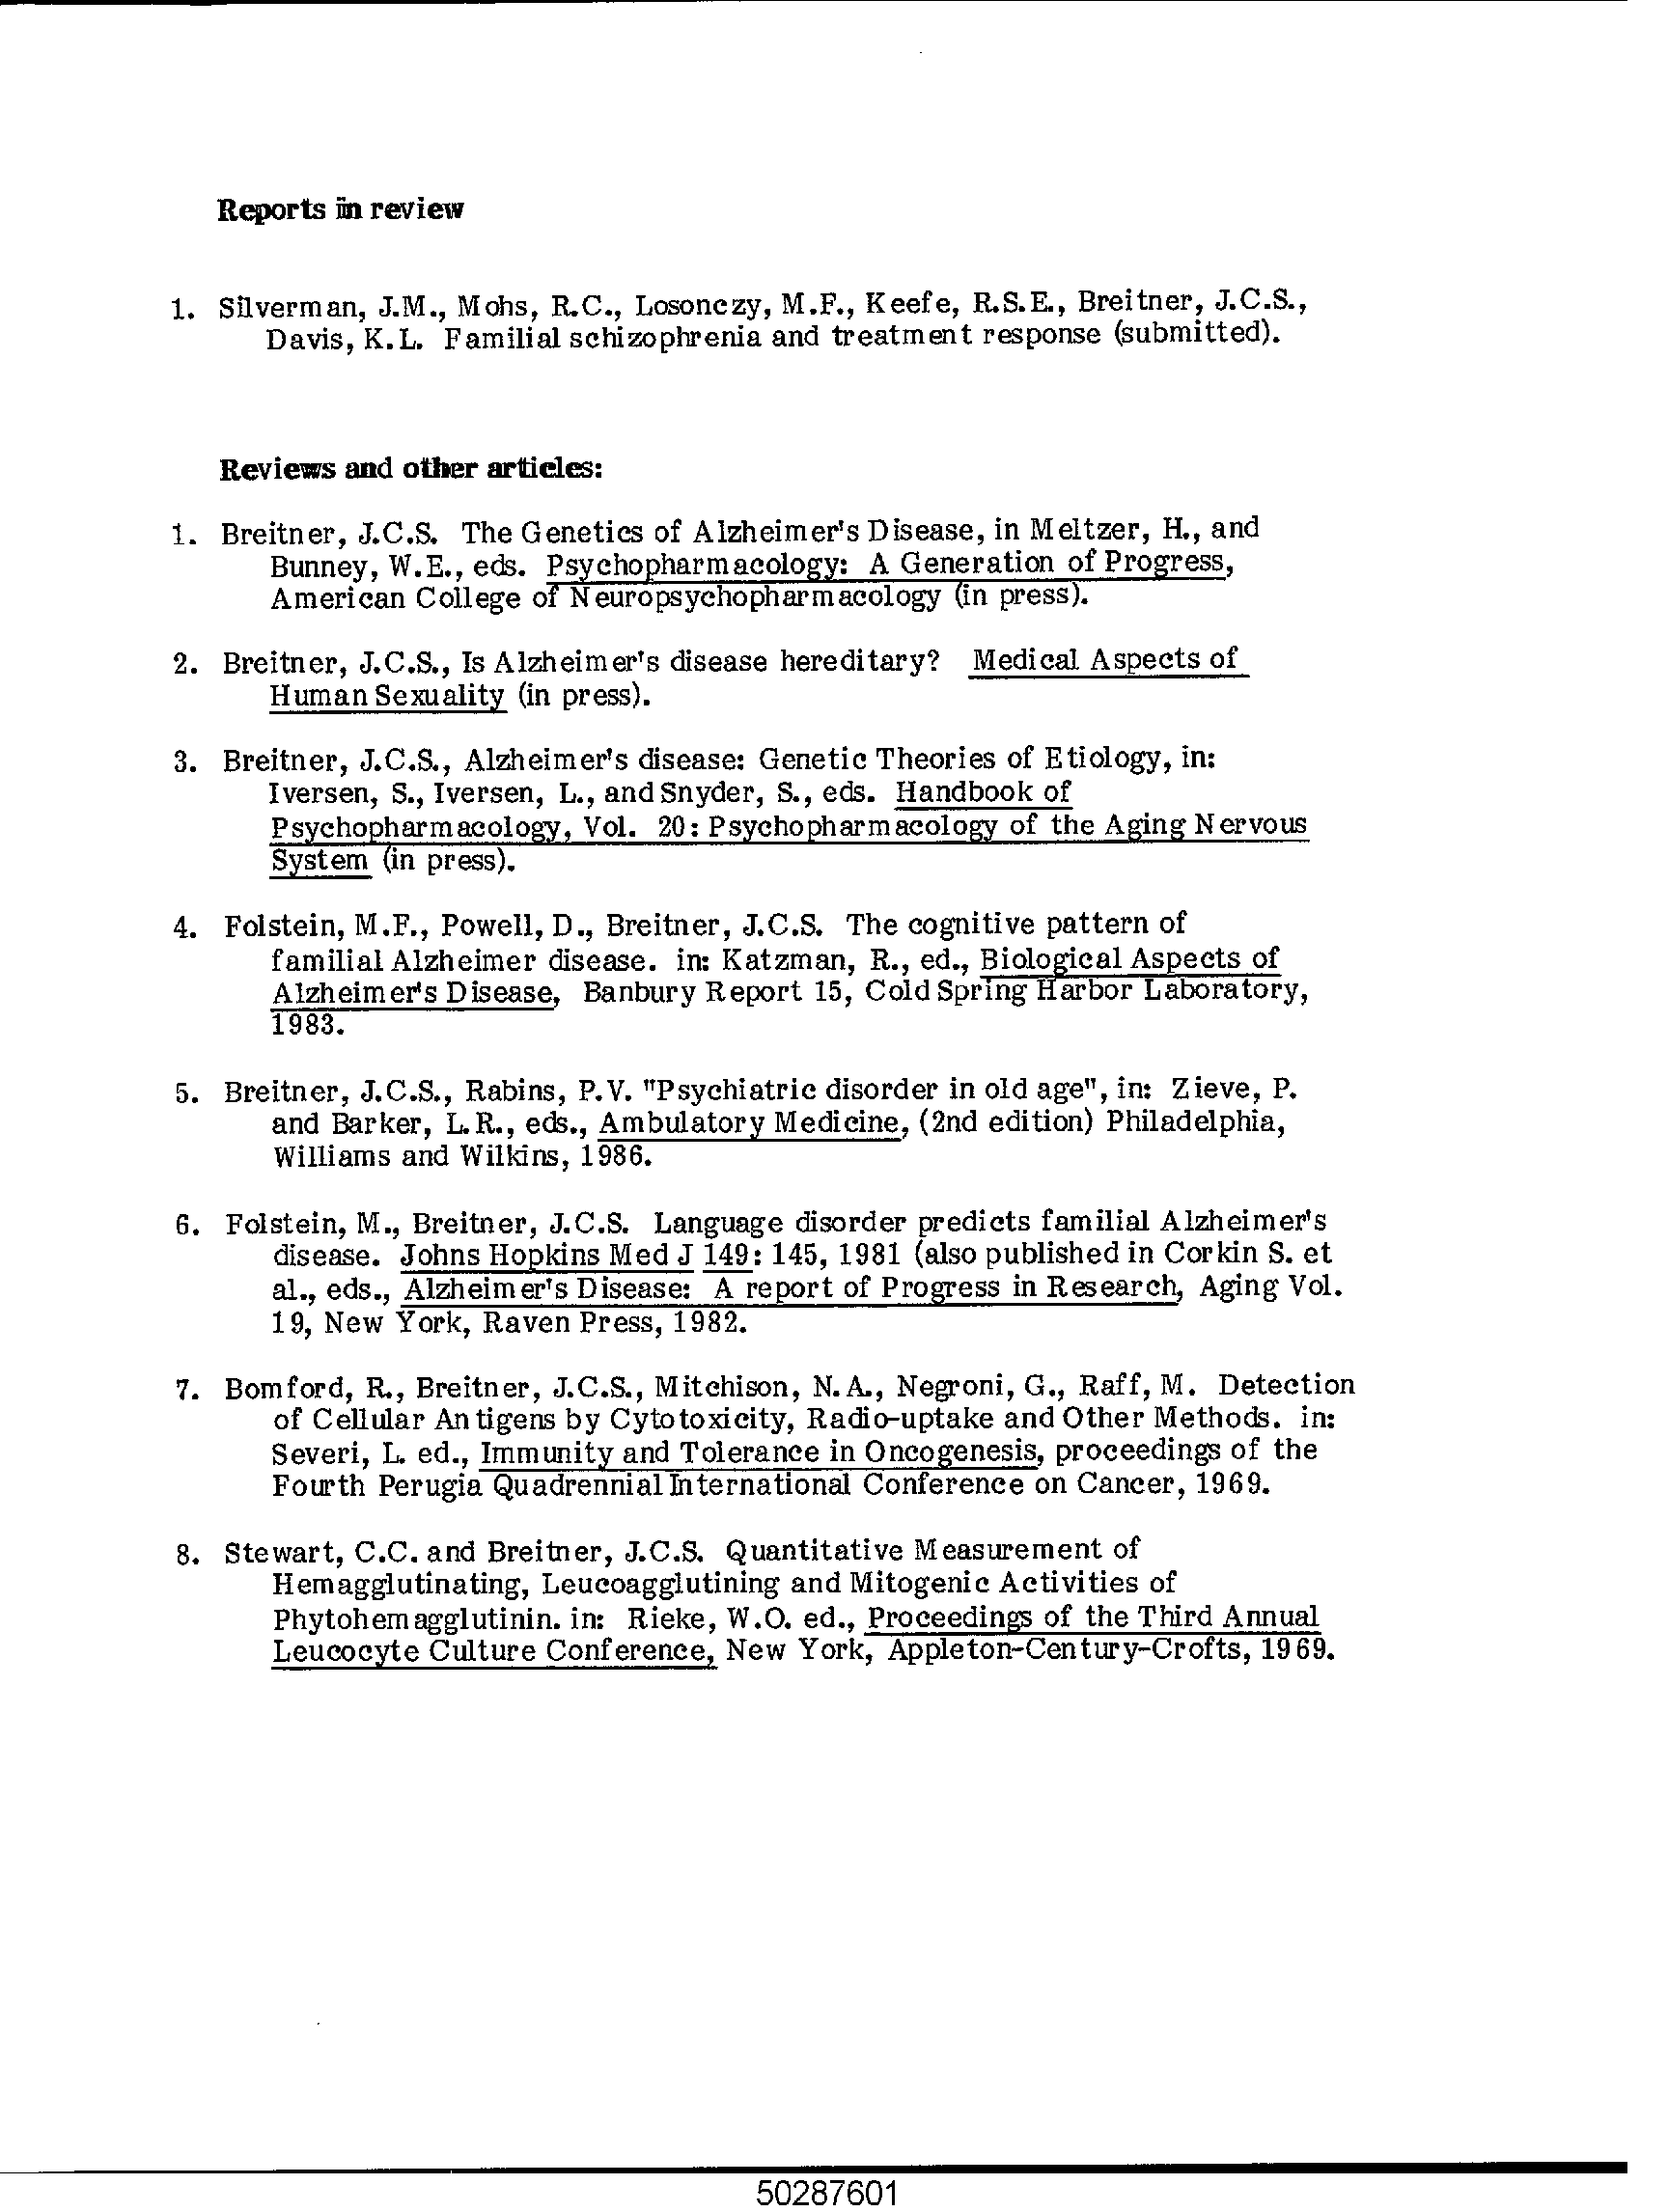 Reports in review
1. Silverman, J.M., Mohs, R.C., Losonczy, M.F., Keefe, R.S.E., Breitner, J.C.S.,
Davis, K.L. Familial schizophrenia and treatment response (submitted).
Reviews and other articles:
1. Breitner, J.C.S. The Genetics of Alzheimer's Disease, in Meltzer, H., and
Bunney, W.E., eds. Psychopharmacology: A Generation of Progress,
American College of Neuropsychopharmacology (in press).
2. Breitner, J.C.S., Is Alzheimer's disease hereditary? Medical Aspects of
Human Sexuality (in press).
3. Breitner, J.C.S., Alzheimer's disease: Genetic Theories of Etiology, in:
Iversen, S., Iversen, L., and Snyder, S., eds. Handbook of
Psychopharmacology, Vol. 20: Psychopharmacology of the Aging Nervous
System (in press).
4. Folstein, M.F., Powell, D., Breitner, J.C.S. The cognitive pattern of
familial Alzheimer disease. in: Katzman, R., ed., Biological Aspects of
Alzheimer's Disease, Banbury Report 15, Cold Spring Harbor Laboratory,
1983.
5. Breitner, J.C.S., Rabins, P.V. "Psychiatric disorder in old age", in: Zieve, P.
and Barker, L.R., eds., Ambulatory Medicine, (2nd edition) Philadelphia,
Williams and Wilkins, 1986.
6. Folstein, M., Breitner, J.C.S. Language disorder predicts familial Alzheimer's
disease. Johns Hopkins Med J 149: 145, 1981 (also published in Corkin S. et
al., eds., Alzheimer's Disease: A report of Progress in Research, Aging Vol.
19, New York, Raven Press, 1982.
7. Bomford, R., Breitner, J.C.S., Mitchison, N.A., Negroni, G., Raff, M. Detection
of Cellular Antigens by Cytotoxicity, Radio-uptake and Other Methods. in:
Severi, L. ed., Immunity and Tolerance in Oncogenesis, proceedings of the
Fourth Perugia Quadrennial International Conference on Cancer, 1969.
8. Stewart, C.C. and Breitner, J.C.S. Quantitative Measurement of
Hemagglutinating, Leucoagglutining and Mitogenic Activities of
Phytohemagglutinin. in: Rieke, W.O. ed., Proceedings of the Third Annual
Leucocyte Culture Conference, New York, Appleton-Century-Crofts, 1969.
50287601